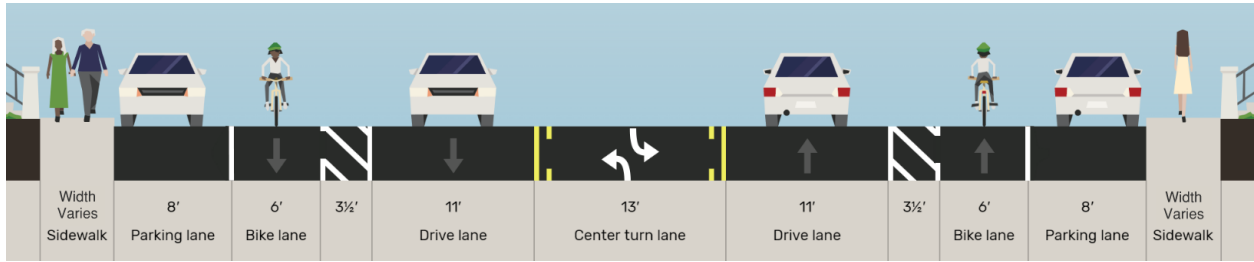 Width
Varies
Sidewalk
8′
Parking lane
6′
Bike lane
3½′
11′
Drive lane
13′
Center turn lane
11′
Drive lane
3½′
6′
Bike lane
8′
Parking lane
Width
Varies
Sidewalk